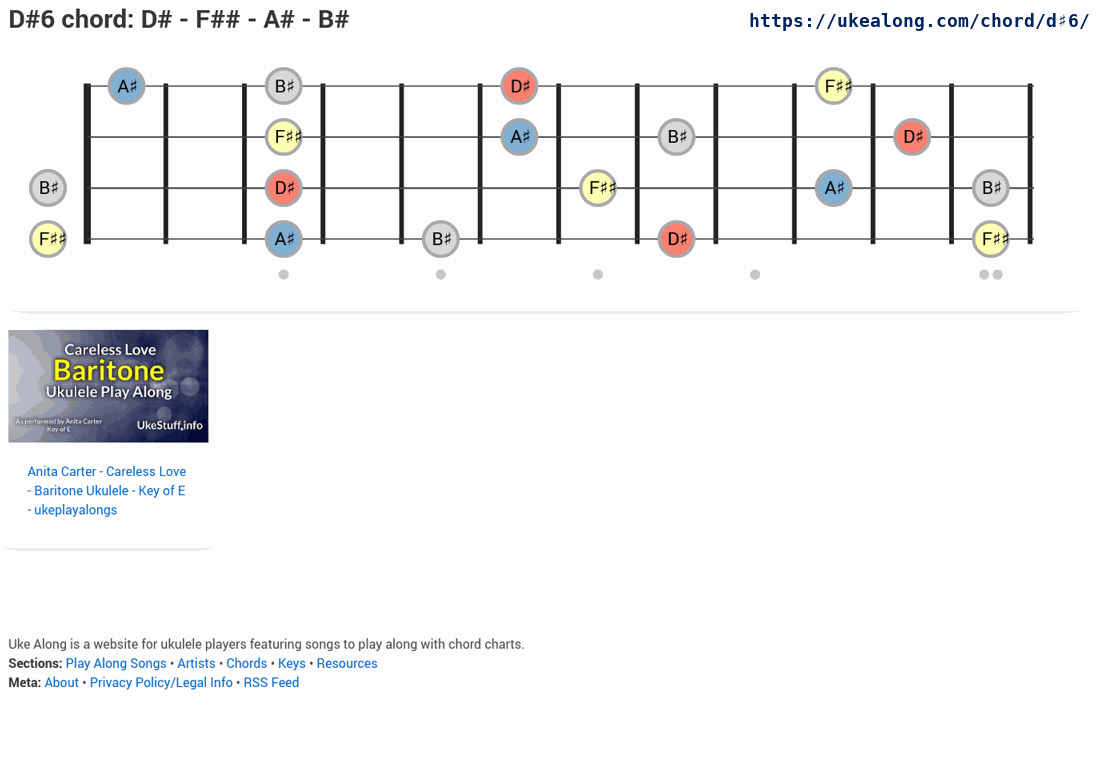 D#6 chord: D# - F## - A# - B#
https://ukealong.com/chord/d♯6/
A♯ B♯ D♯ F♯♯
F♯♯ A♯ B♯ D♯
B♯ D♯ F♯♯ A♯ B♯
F♯♯ A♯ B♯ D♯ F♯♯
Careless Love
Baritone
Ukulele Play Along
As performed by Anita Carter
Key of E
UkeStuff.info
Anita Carter - Careless Love
- Baritone Ukulele - Key of E
- ukeplayalongs
Uke Along is a website for ukulele players featuring songs to play along with chord charts.
Sections: Play Along Songs • Artists • Chords • Keys • Resources
Meta: About • Privacy Policy/Legal Info • RSS Feed